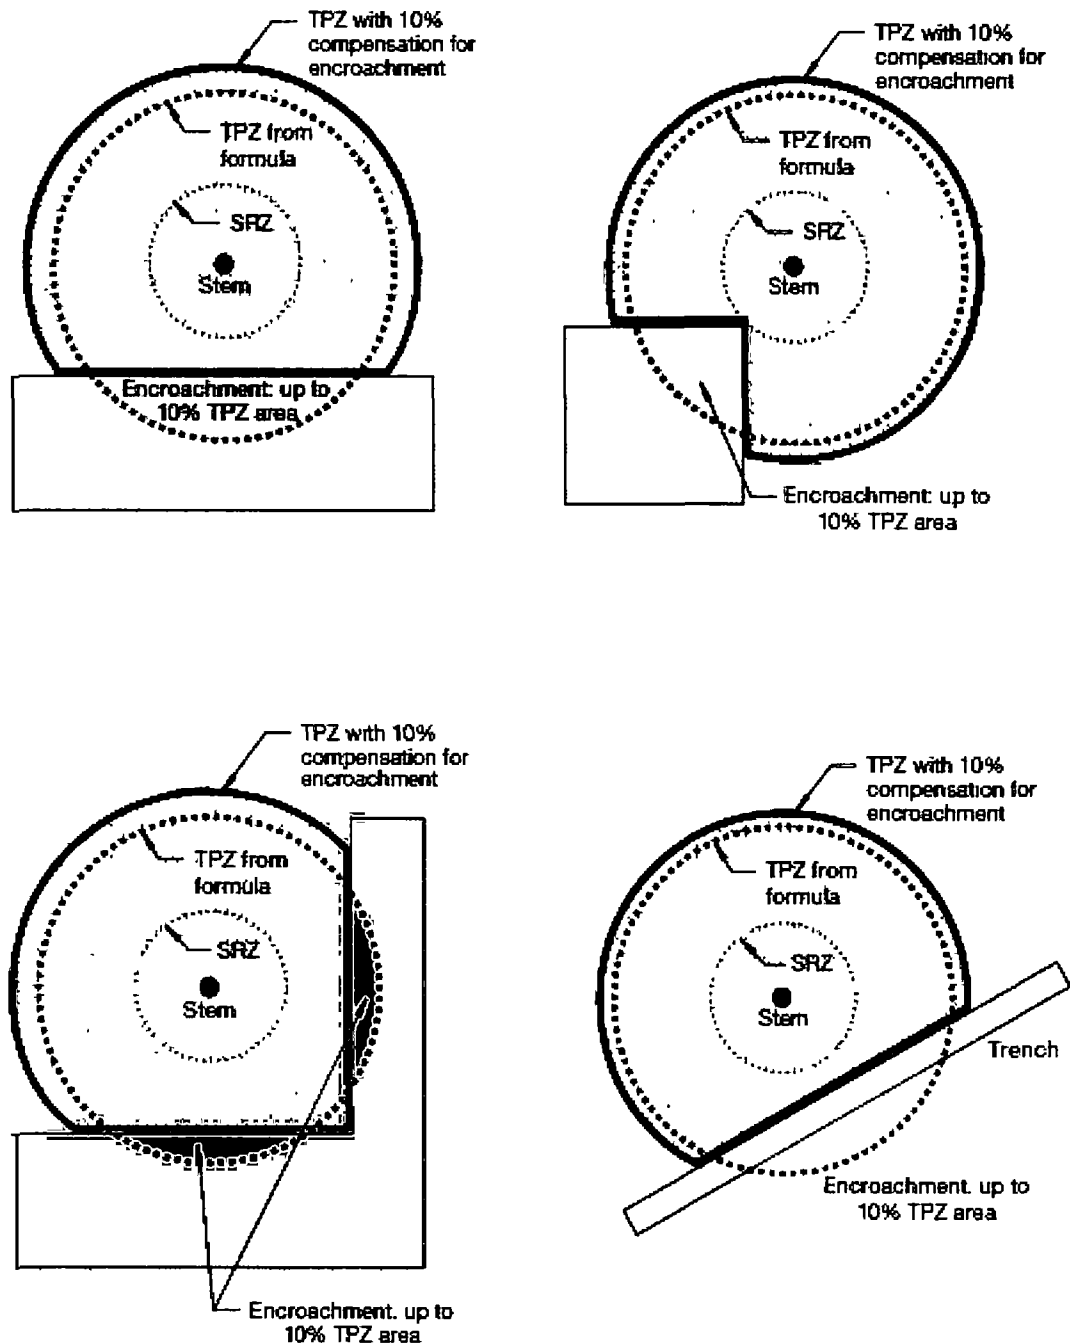 TPZ with 10%
compensation for
encroachment
TPZ from
formula
SRZ
Stem
Encroachment: up to
10% TPZ area
TPZ with 10%
compensation for
encroachment
TPZ from
formula
SRZ
Stem
Encroachment: up to
10% TPZ area
TPZ with 10%
compensation for
encroachment
TPZ from
formula
SRZ
Stem
Encroachment. up to
10% TPZ area
TPZ with 10%
compensation for
encroachment
TPZ from
formula
SRZ
Stem
Trench
Encroachment. up to
10% TPZ area